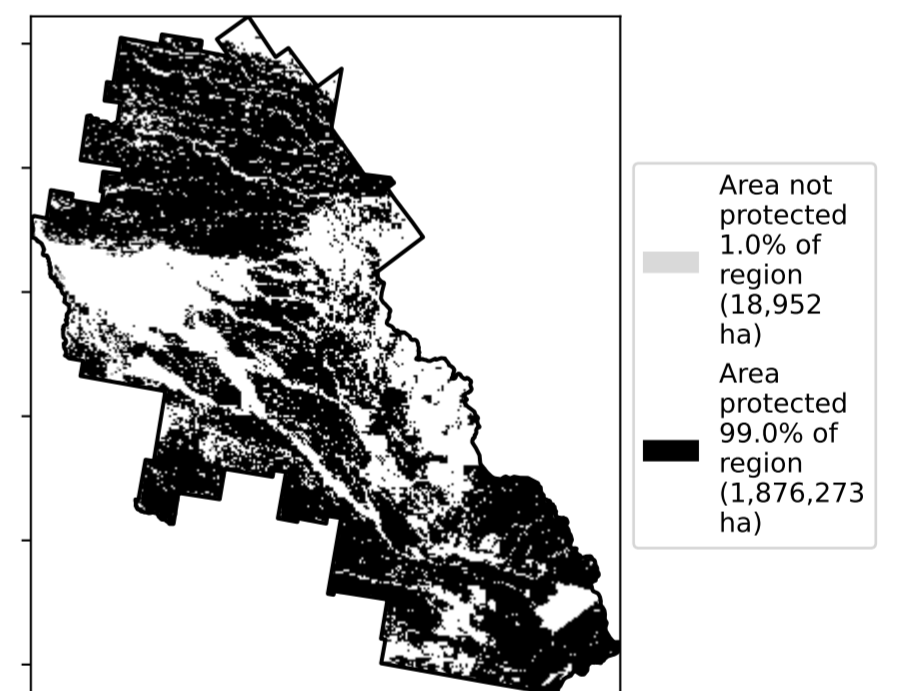 Area not
protected
1.0% of
region
(18,952
ha)
Area
protected
99.0% of
region
(1,876,273
ha)